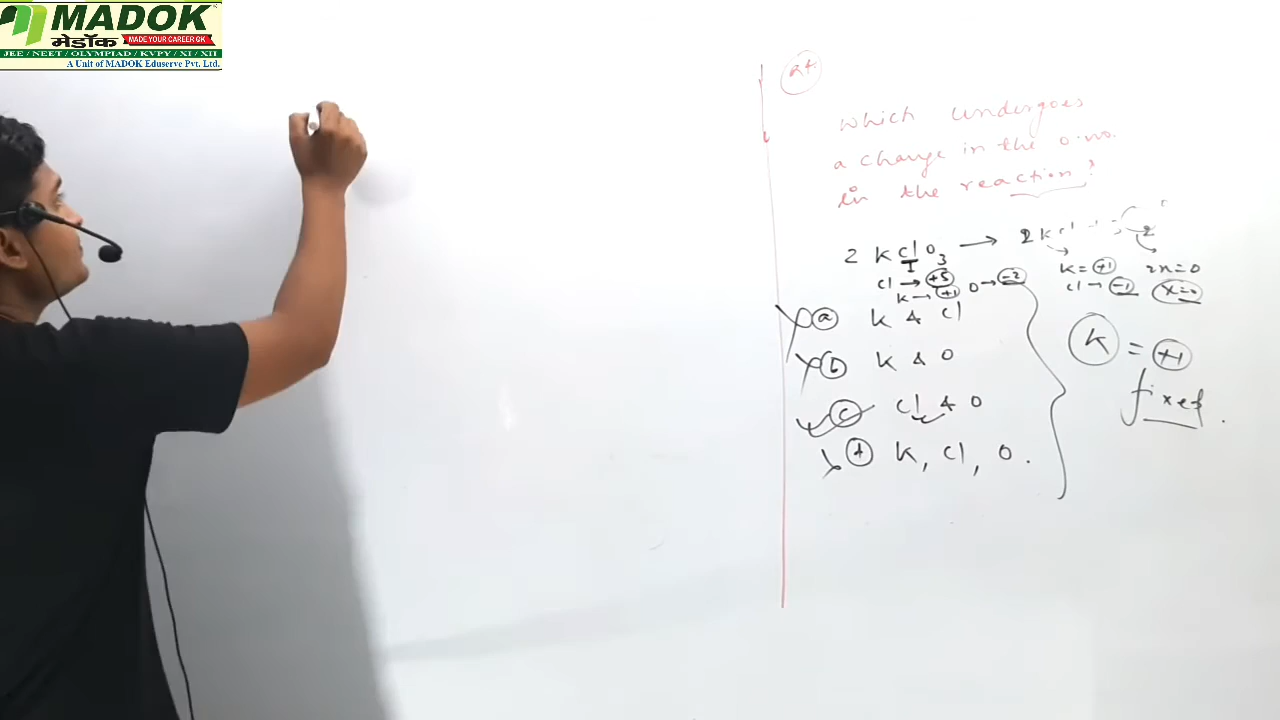 MADOK
मेडॉक MADE YOUR CAREER GK
JEE / NEET / OLYMPIAD / KVPY / XI / XII
A Unit of MADOK Eduserve Pvt. Ltd.
Which undergoes
a change in the o.no.
in the reaction?
2 KClO3 → 2KCl
Cl → +5 O → -2
K → +1
K = +1 2x=0
Cl → -1 x=0
a K & Cl
b K & O
c Cl & O
d K, Cl, O.
K = +1
fixed.